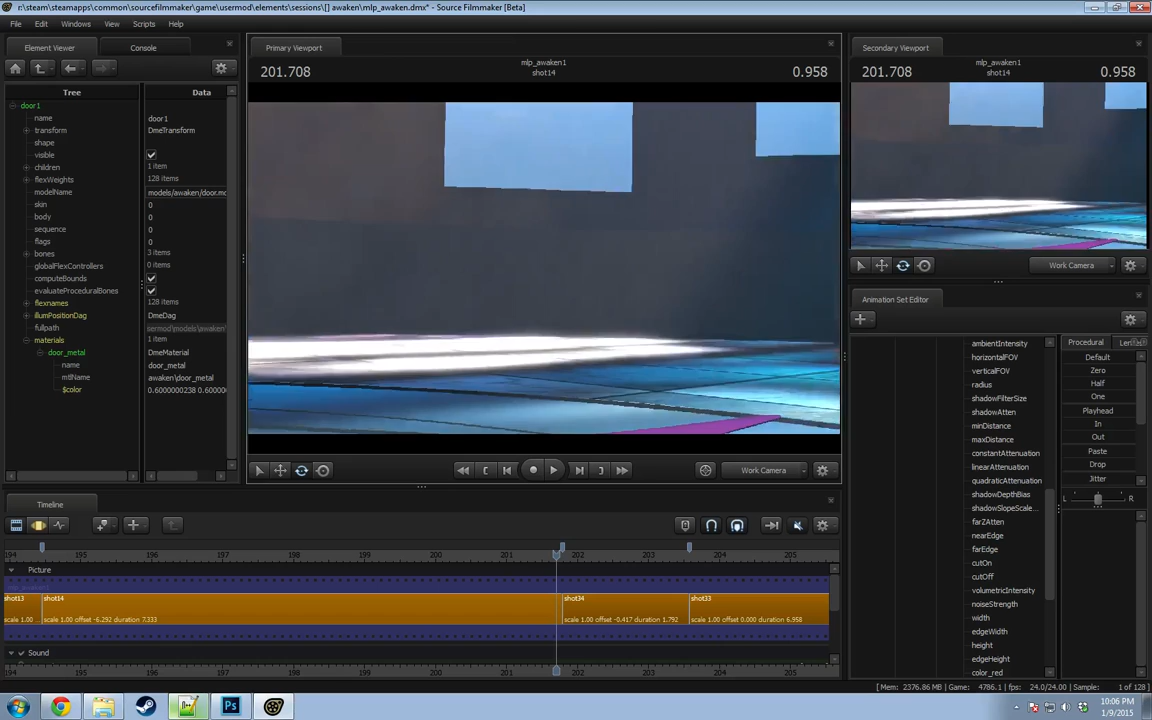 r:\steam\steamapps\common\sourcefilmmaker\game\usermod\elements\sessions\[] awaken\mlp_awaken.dmx* - Source Filmmaker [Beta]
File Edit Windows View Scripts Help
Element Viewer Console
Tree Data
door1
name door1
transform DmeTransform
shape
visible
children 1 item
flexWeights 128 items
modelName models/awaken/door.mc
skin 0
body 0
sequence 0
flags 0
bones 3 items
globalFlexControllers 0 items
computeBounds
evaluateProceduralBones
flexnames 128 items
illumPositionDag DmeDag
fullpath sermod\models\awaken\
materials 1 item
door_metal DmeMaterial
name door_metal
mtlName awaken\door_metal
$color 0.6000000238 0.60000
Primary Viewport
201.708 mlp_awaken1 0.958
shot14
Work Camera
Secondary Viewport
201.708 mlp_awaken1 0.958
shot14
Work Camera
Animation Set Editor
ambientIntensity
horizontalFOV
verticalFOV
radius
shadowFilterSize
shadowAtten
minDistance
maxDistance
constantAttenuation
linearAttenuation
quadraticAttenuation
shadowDepthBias
shadowSlopeScale...
farZAtten
nearEdge
farEdge
cutOn
cutOff
volumetricIntensity
noiseStrength
width
edgeWidth
height
edgeHeight
color_red
Procedural
Default
Zero
Half
One
Playhead
In
Out
Paste
Drop
Jitter
L R
Timeline
194 195 196 197 198 199 200 201 202 203 204 205
Picture
mlp_awaken1
shot13 shot14 shot34 shot33
scale 1.00 ... scale 1.00 offset -6.292 duration 7.333 scale 1.00 offset -0.417 duration 1.792 scale 1.00 offset 0.000 duration 6.958
Sound
194 195 196 197 198 199 200 201 202 203 204 205
[Mem: 2376.86 MB | Game: 4786.1 | fps: 24.0/24.00 | Sample: 1 of 128]
Ps
10:06 PM
1/9/2015